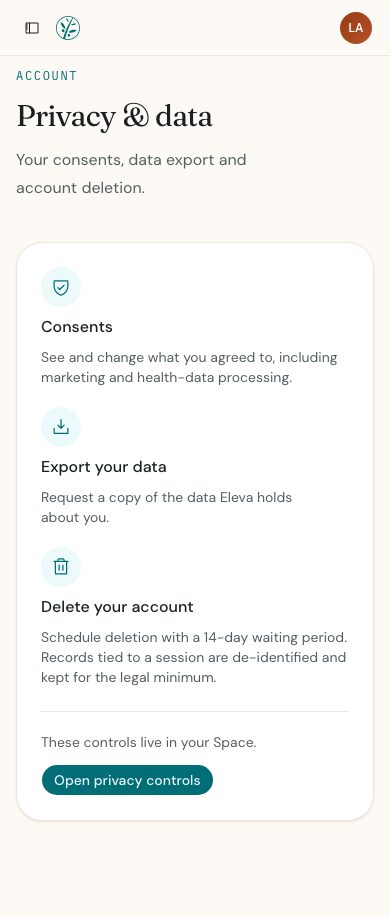 LA
ACCOUNT
Privacy & data
Your consents, data export and
account deletion.
Consents
See and change what you agreed to, including
marketing and health-data processing.
Export your data
Request a copy of the data Eleva holds
about you.
Delete your account
Schedule deletion with a 14-day waiting period.
Records tied to a session are de-identified and
kept for the legal minimum.
These controls live in your Space.
Open privacy controls